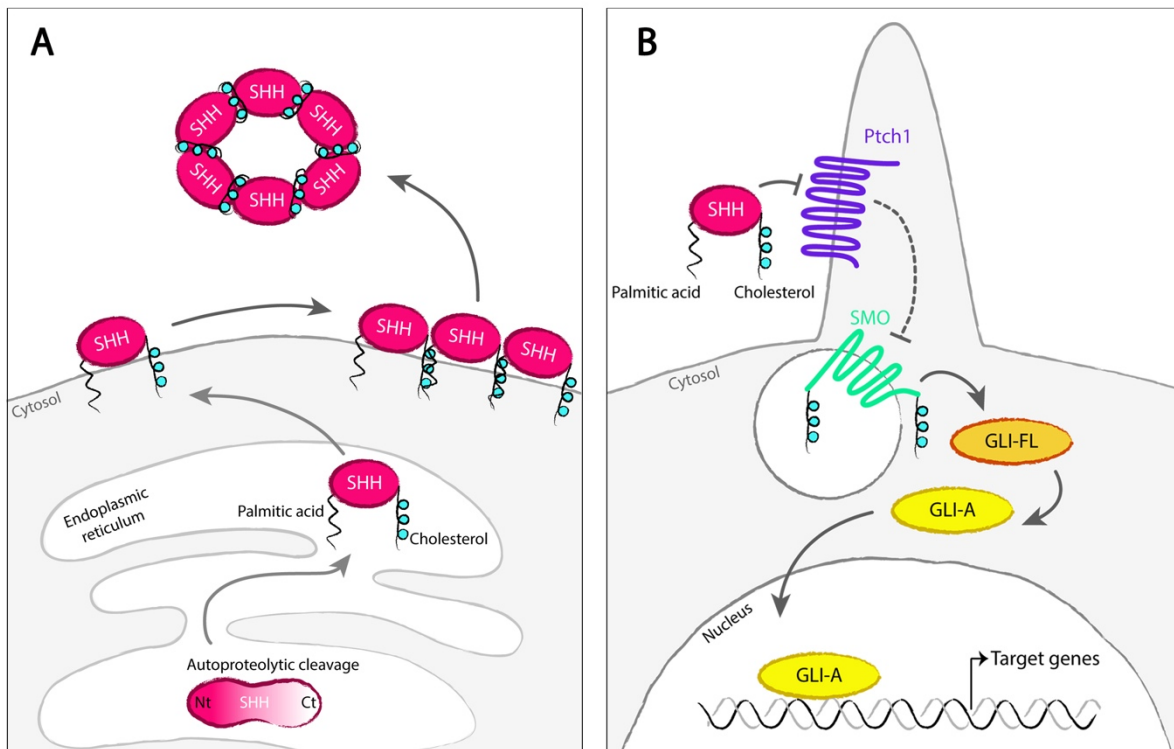 A
SHH
SHH
SHH
SHH
SHH
SHH
SHH
SHH
SHH
SHH
Cytosol
SHH
Endoplasmic
reticulum
Palmitic acid
Cholesterol
Autoproteolytic cleavage
Nt SHH Ct
B
Ptch1
SHH
Palmitic acid
Cholesterol
SMO
Cytosol
GLI-FL
GLI-A
Nucleus
Target genes
GLI-A